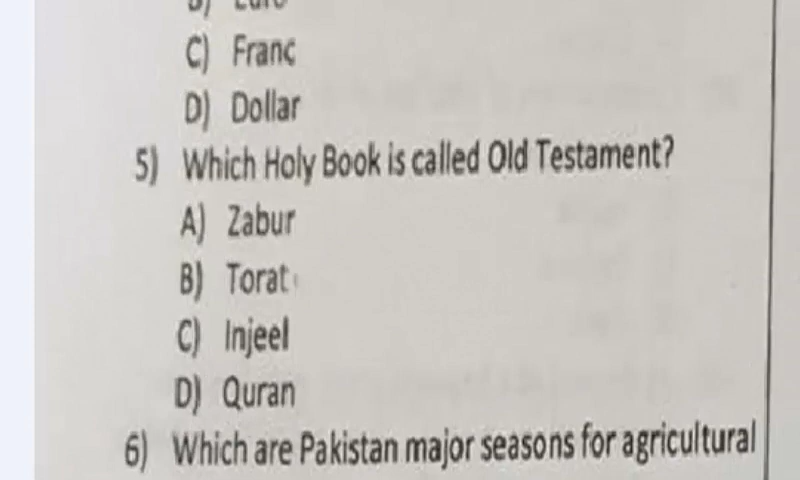 C) Franc
D) Dollar
5) Which Holy Book is called Old Testament?
A) Zabur
B) Torat
C) Injeel
D) Quran
6) Which are Pakistan major seasons for agricultural